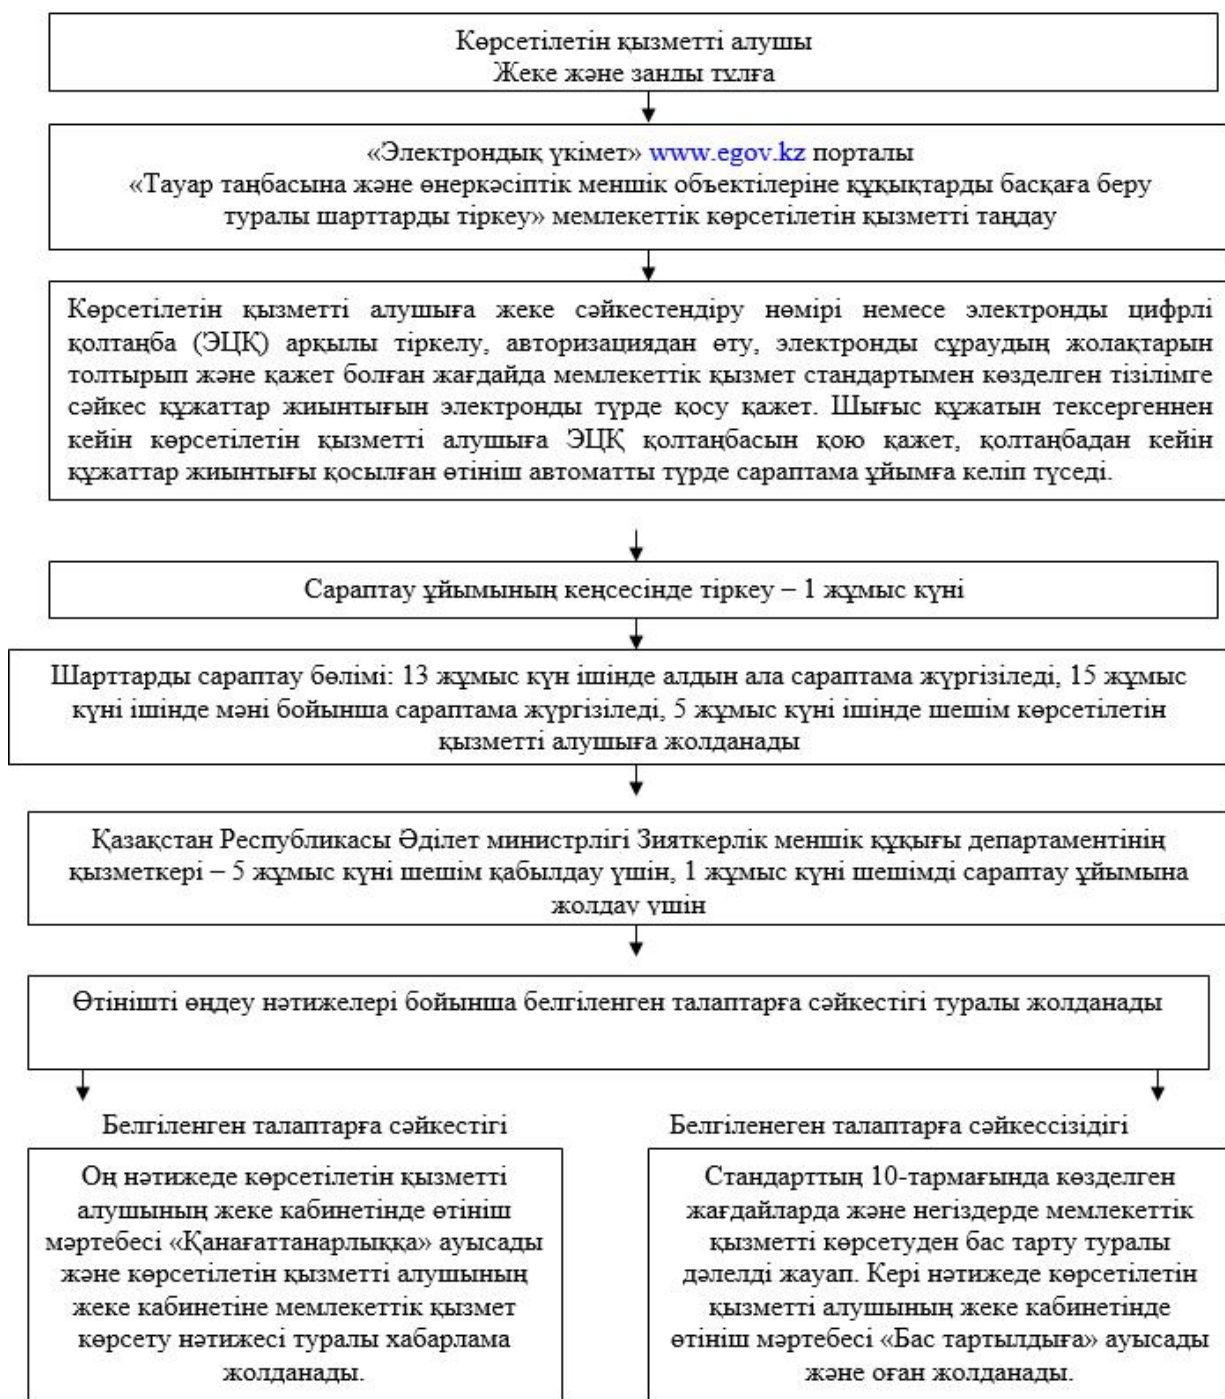 Көрсетілетін қызметті алушы
Жеке және заңды тұлға
«Электрондық үкімет» www.egov.kz порталы
«Тауар таңбасына және өнеркәсіптік меншік объектілеріне құқықтарды басқаға беру
туралы шарттарды тіркеу» мемлекеттік көрсетілетін қызметті таңдау
Көрсетілетін қызметті алушыға жеке сәйкестендіру нөмірі немесе электронды цифрлі
қолтаңба (ЭЦҚ) арқылы тіркелу, авторизациядан өту, электронды сұраудың жолақтарын
толтырып және қажет болған жағдайда мемлекеттік қызмет стандартымен көзделген тізілімге
сәйкес құжаттар жиынтығын электронды түрде қосу қажет. Шығыс құжатын тексергеннен
кейін көрсетілетін қызметті алушыға ЭЦҚ қолтаңбасын қою қажет, қолтаңбадан кейін
құжаттар жиынтығы қосылған өтініш автоматты түрде сараптама ұйымға келіп түседі.
Сараптау ұйымының кеңсесінде тіркеу – 1 жұмыс күні
Шарттарды сараптау бөлімі: 13 жұмыс күн ішінде алдын ала сараптама жүргізіледі, 15 жұмыс
күні ішінде мәні бойынша сараптама жүргізіледі, 5 жұмыс күні ішінде шешім көрсетілетін
қызметті алушыға жолданады
Қазақстан Республикасы Әділет министрлігі Зияткерлік меншік құқығы департаментінің
қызметкері – 5 жұмыс күні шешім қабылдау үшін, 1 жұмыс күні шешімді сараптау ұйымына
жолдау үшін
Өтінішті өңдеу нәтижелері бойынша белгіленген талаптарға сәйкестігі туралы жолданады
Белгіленген талаптарға сәйкестігі
Оң нәтижеде көрсетілетін қызметті
алушының жеке кабинетінде өтініш
мәртебесі «Қанағаттанарлыққа» ауысады
және көрсетілетін қызметті алушының
жеке кабинетіне мемлекеттік қызмет
көрсету нәтижесі туралы хабарлама
жолданады.
Белгіленеген талаптарға сәйкессізідігі
Стандарттың 10-тармағында көзделген
жағдайларда және негіздерде мемлекеттік
қызметті көрсетуден бас тарту туралы
дәлелді жауап. Кері нәтижеде көрсетілетін
қызметті алушының жеке кабинетінде
өтініш мәртебесі «Бас тартылдыға» ауысады
және оған жолданады.